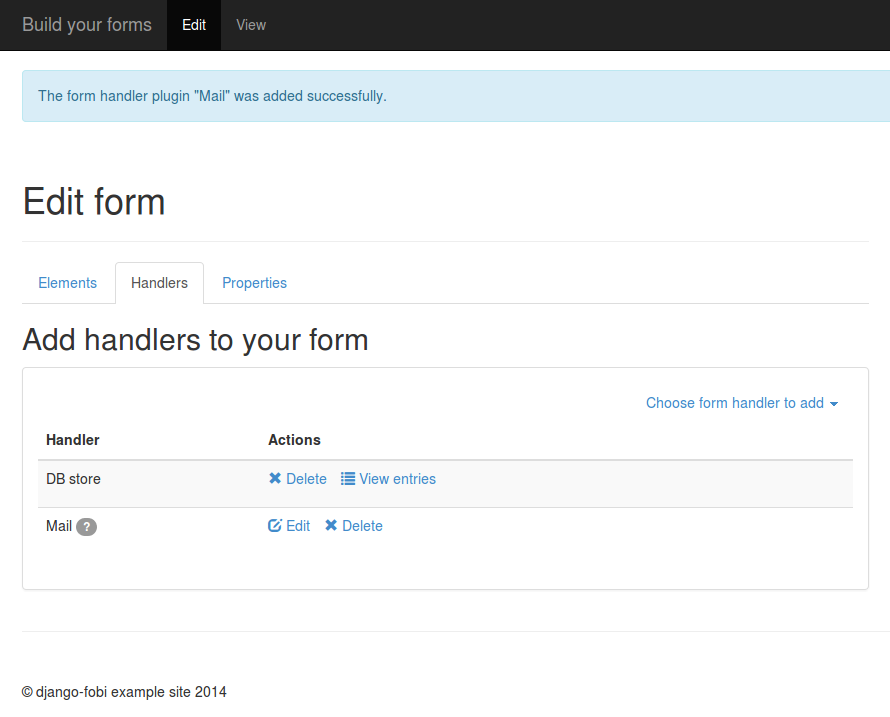 Build your forms Edit View
The form handler plugin "Mail" was added successfully.
Edit form
Elements Handlers Properties
Add handlers to your form
Choose form handler to add
Handler Actions
DB store Delete View entries
Mail ? Edit Delete
© django-fobi example site 2014